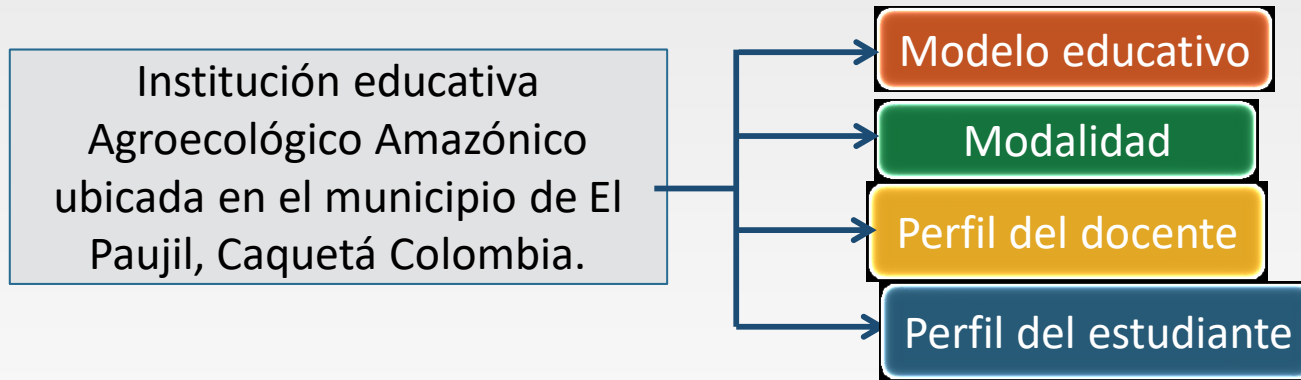 Institución educativa
Agroecológico Amazónico
ubicada en el municipio de El
Paujil, Caquetá Colombia.
Modelo educativo
Modalidad
Perfil del docente
Perfil del estudiante